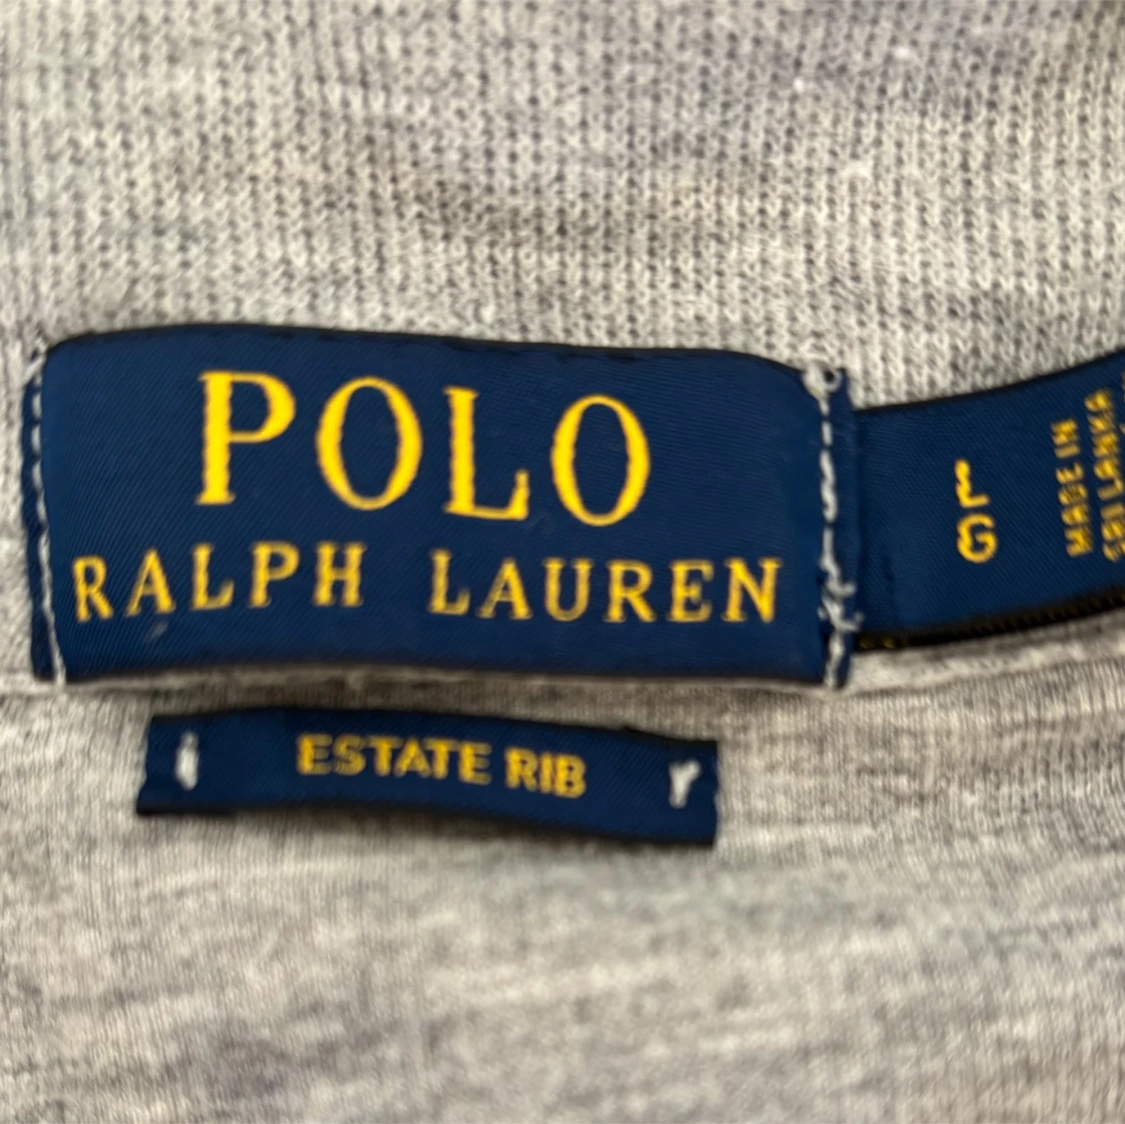 POLO
RALPH LAUREN
ESTATE RIB
L
G
MADE IN
SRI LANKA